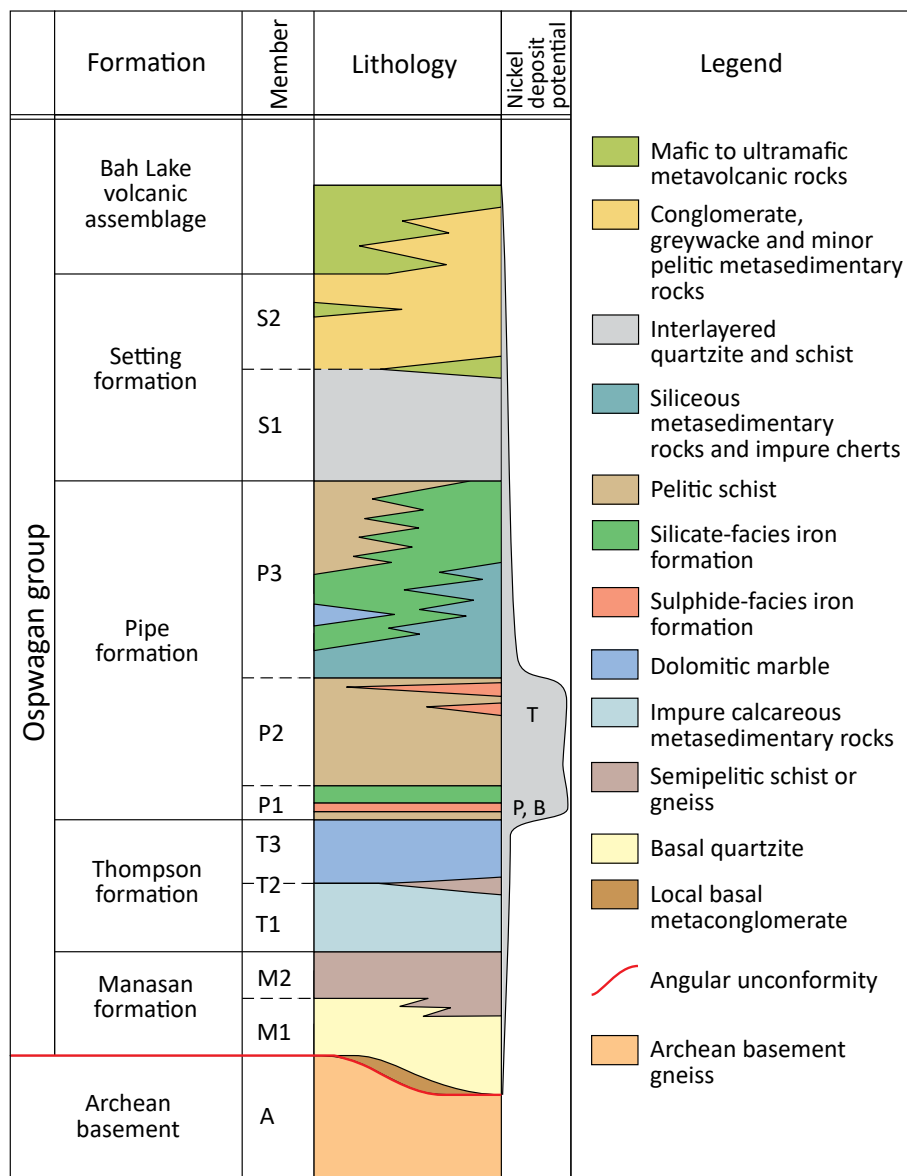 Formation
Member
Lithology
Nickel
deposit
potential
Legend
Ospwagan group
Bah Lake
volcanic
assemblage
Setting
formation
S2
S1
Pipe
formation
P3
P2
P1
T
P, B
Thompson
formation
T3
T2
T1
Manasan
formation
M2
M1
Archean
basement
A
Mafic to ultramafic
metavolcanic rocks
Conglomerate,
greywacke and minor
pelitic metasedimentary
rocks
Interlayered
quartzite and schist
Siliceous
metasedimentary
rocks and impure cherts
Pelitic schist
Silicate-facies iron
formation
Sulphide-facies iron
formation
Dolomitic marble
Impure calcareous
metasedimentary rocks
Semipelitic schist or
gneiss
Basal quartzite
Local basal
metaconglomerate
Angular unconformity
Archean basement
gneiss